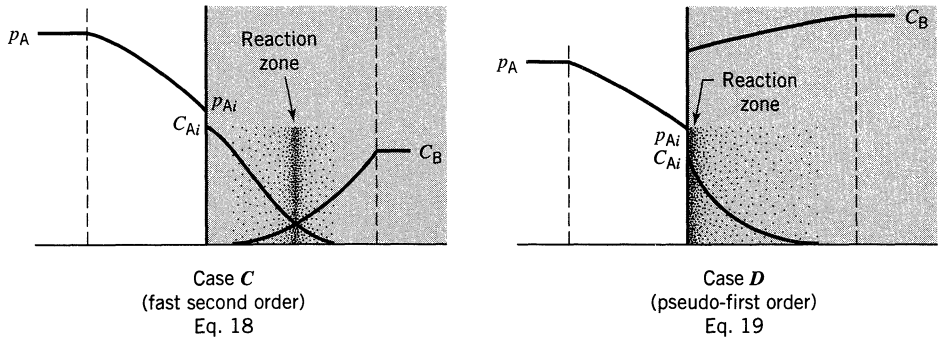 p_A
Reaction
zone
p_Ai
C_Ai
C_B
Case C
(fast second order)
Eq. 18
C_B
p_A
Reaction
zone
p_Ai
C_Ai
Case D
(pseudo-first order)
Eq. 19